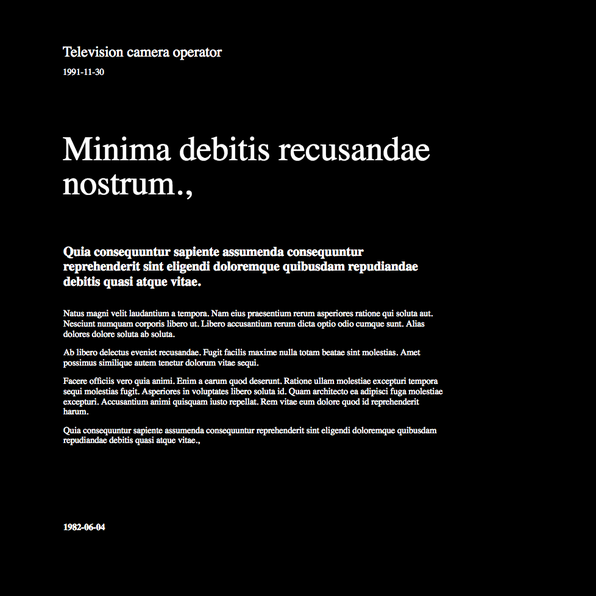 Television camera operator
1991-11-30
Minima debitis recusandae
nostrum.,
Quia consequuntur sapiente assumenda consequuntur
reprehenderit sint eligendi doloremque quibusdam repudiandae
debitis quasi atque vitae.
Natus magni velit laudantium a tempora. Nam eius praesentium rerum asperiores ratione qui soluta aut.
Nesciunt numquam corporis libero ut. Libero accusantium rerum dicta optio odio cumque sunt. Alias
dolores dolore soluta ab soluta.
Ab libero delectus eveniet recusandae. Fugit facilis maxime nulla totam beatae sint molestias. Amet
possimus similique autem tenetur dolorum vitae sequi.
Facere officiis vero quia animi. Enim a earum quod deserunt. Ratione ullam molestiae excepturi tempora
sequi molestias fugit. Asperiores in voluptates libero soluta id. Quam architecto ea adipisci fuga molestiae
excepturi. Accusantium animi quisquam iusto repellat. Rem vitae eum dolore quod id reprehenderit
harum.
Quia consequuntur sapiente assumenda consequuntur reprehenderit sint eligendi doloremque quibusdam
repudiandae debitis quasi atque vitae.,
1982-06-04